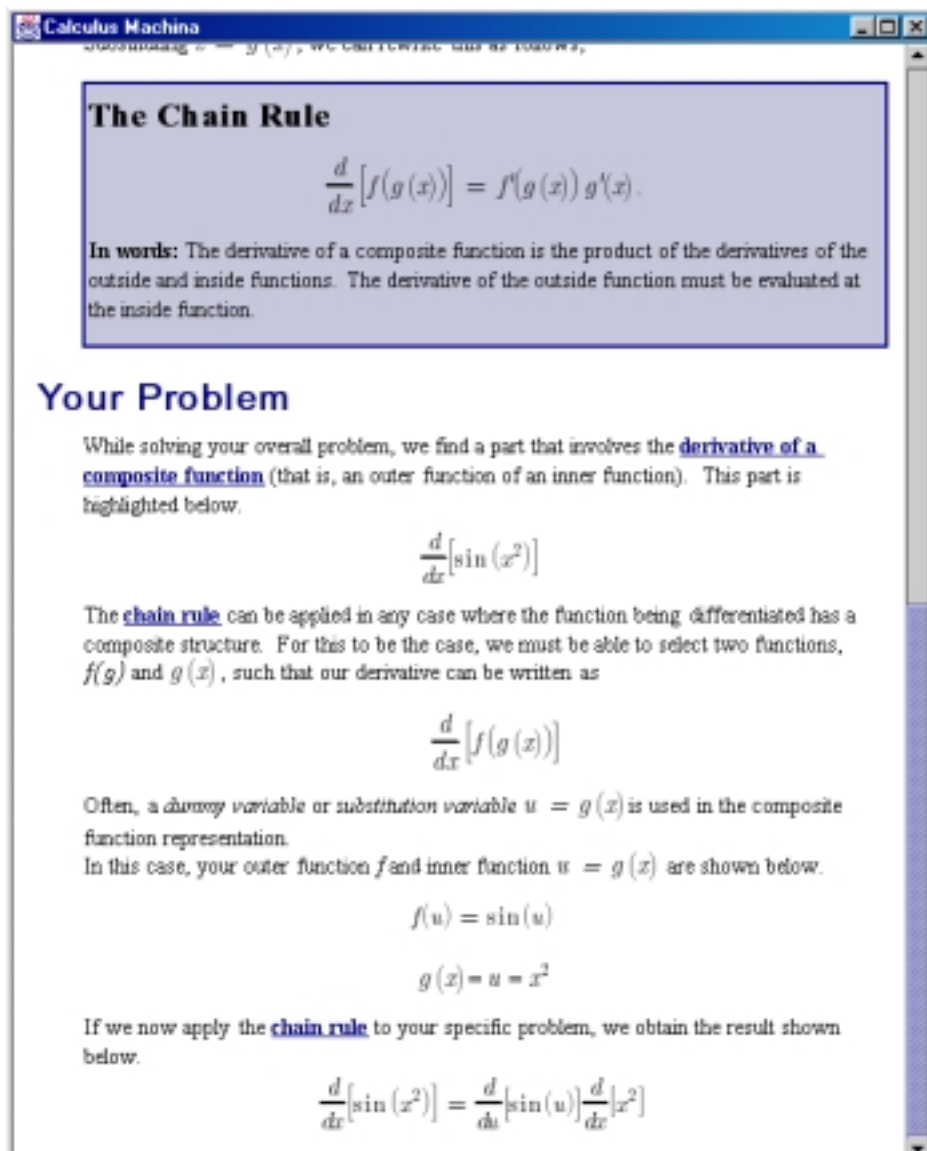 Calculus Machina
Substituting z = g(x), we can rewrite this as follows,
The Chain Rule
d/dx [f(g(x))] = f'(g(x)) g'(x).
In words: The derivative of a composite function is the product of the derivatives of the
outside and inside functions. The derivative of the outside function must be evaluated at
the inside function.
Your Problem
While solving your overall problem, we find a part that involves the derivative of a
composite function (that is, an outer function of an inner function). This part is
highlighted below.
d/dx [sin(x²)]
The chain rule can be applied in any case where the function being differentiated has a
composite structure. For this to be the case, we must be able to select two functions,
f(g) and g(x), such that our derivative can be written as
d/dx [f(g(x))]
Often, a dummy variable or substitution variable u = g(x) is used in the composite
function representation.
In this case, your outer function f and inner function u = g(x) are shown below.
f(u) = sin(u)
g(x) = u = x²
If we now apply the chain rule to your specific problem, we obtain the result shown
below.
d/dx [sin(x²)] = d/du [sin(u)] d/dx [x²]